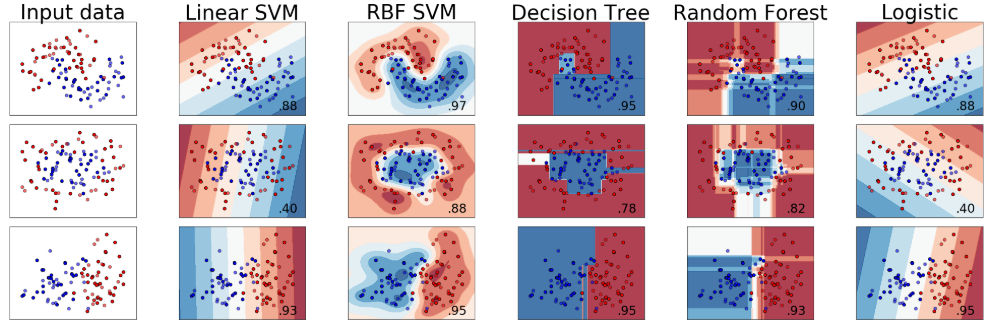 Input data Linear SVM RBF SVM Decision Tree Random Forest Logistic
.88 .97 .95 .90 .88
.40 .88 .78 .82 .40
.93 .95 .95 .93 .95